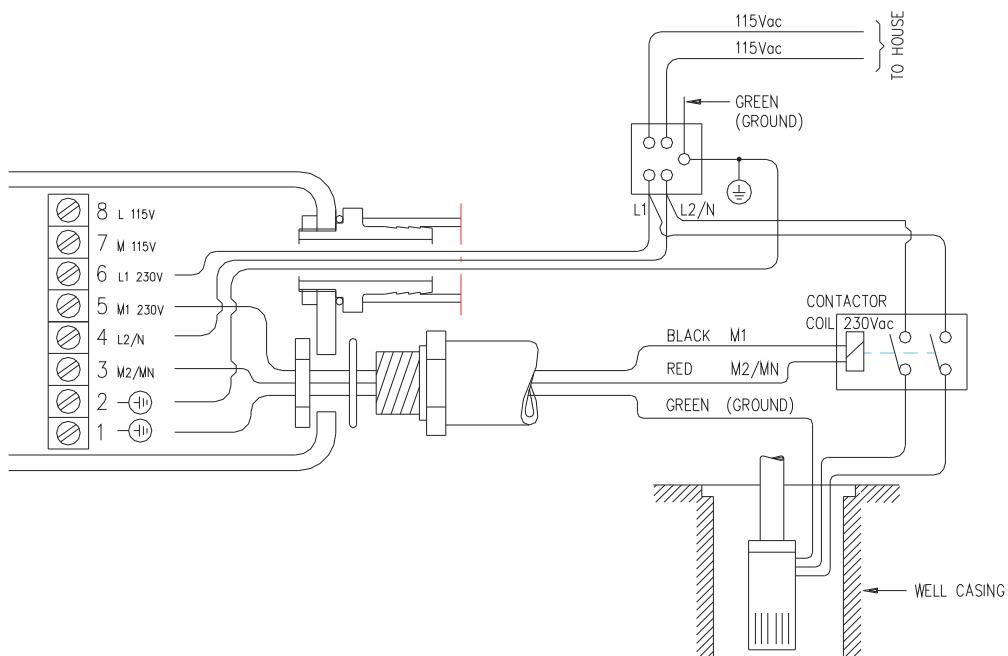 115Vac
115Vac
TO HOUSE
GREEN
(GROUND)
L1 L2/N
8 L 115V
7 M 115V
6 L1 230V
5 M1 230V
4 L2/N
3 M2/MN
2
1
CONTACTOR
COIL 230Vac
BLACK M1
RED M2/MN
GREEN (GROUND)
WELL CASING